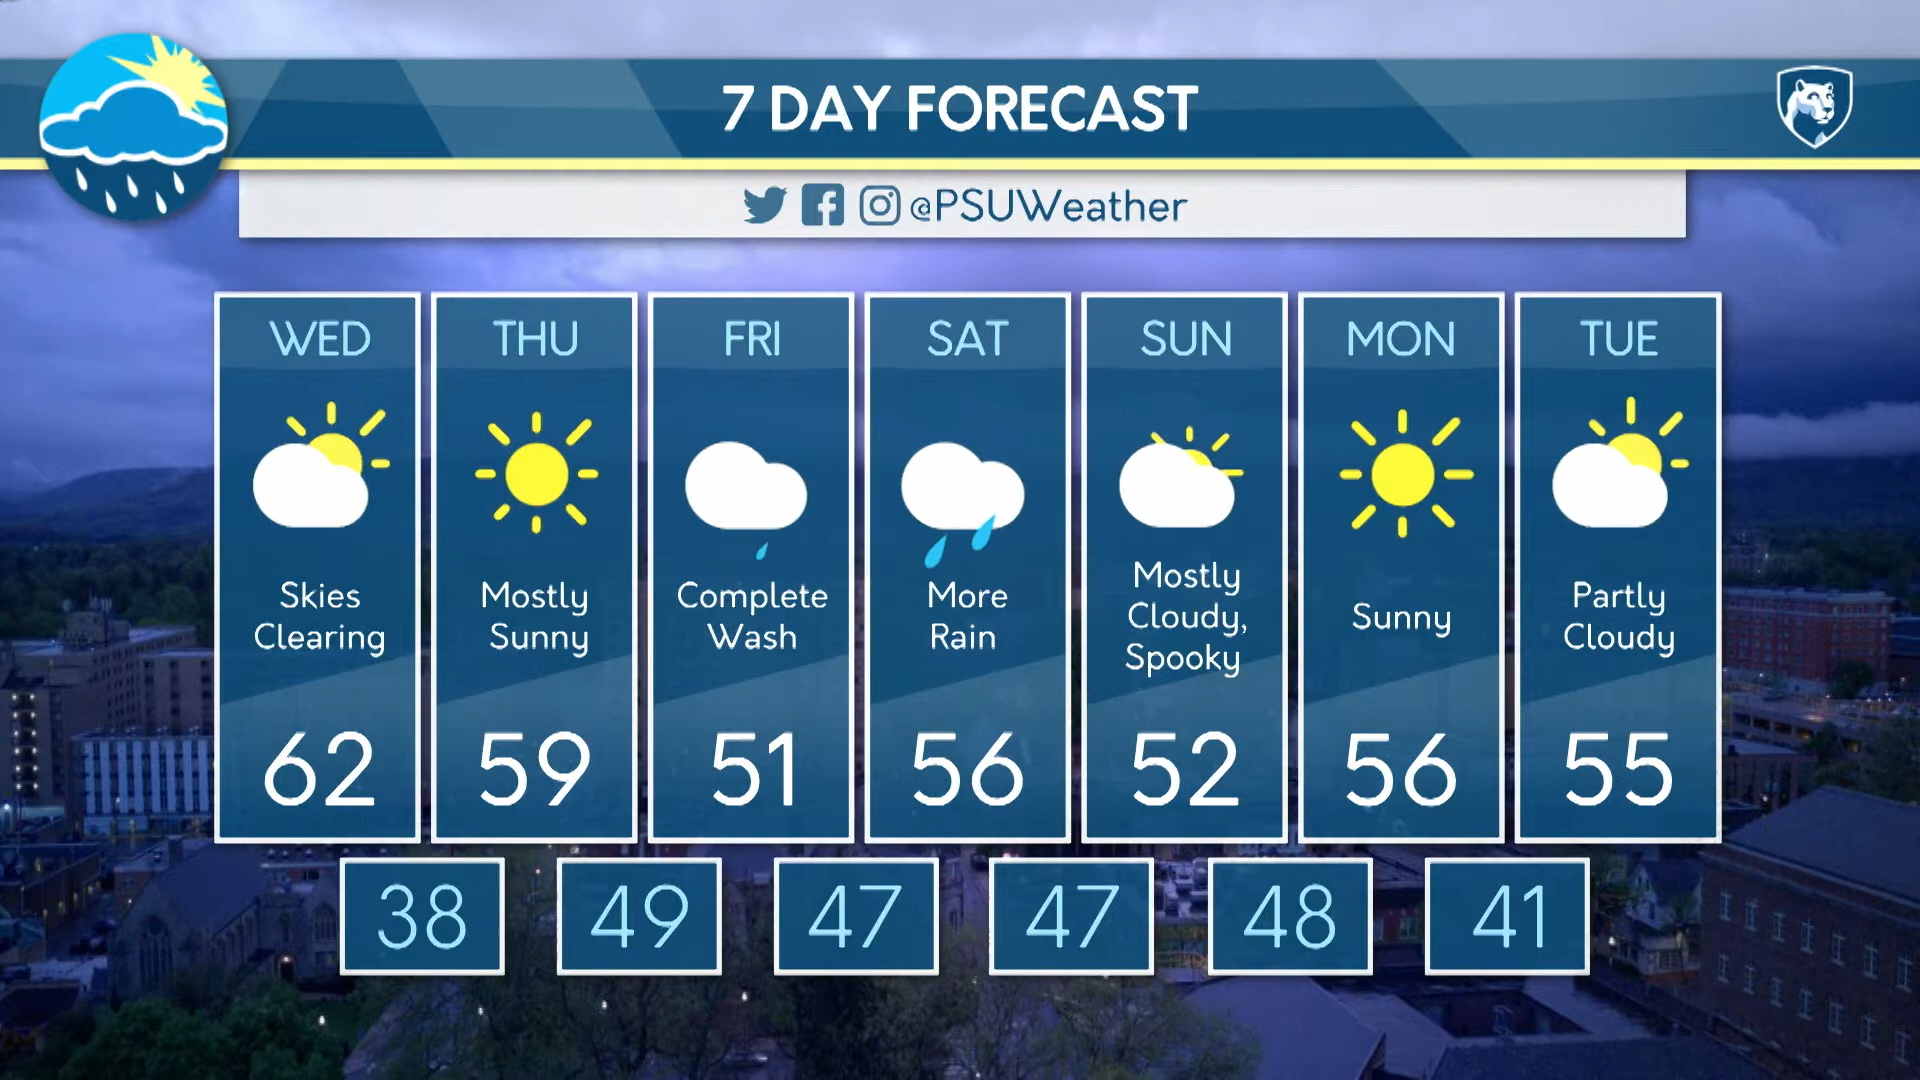 7 DAY FORECAST
@PSUWeather
WED
Skies
Clearing
62
THU
Mostly
Sunny
59
FRI
Complete
Wash
51
SAT
More
Rain
56
SUN
Mostly
Cloudy,
Spooky
52
MON
Sunny
56
TUE
Partly
Cloudy
55
38
49
47
47
48
41